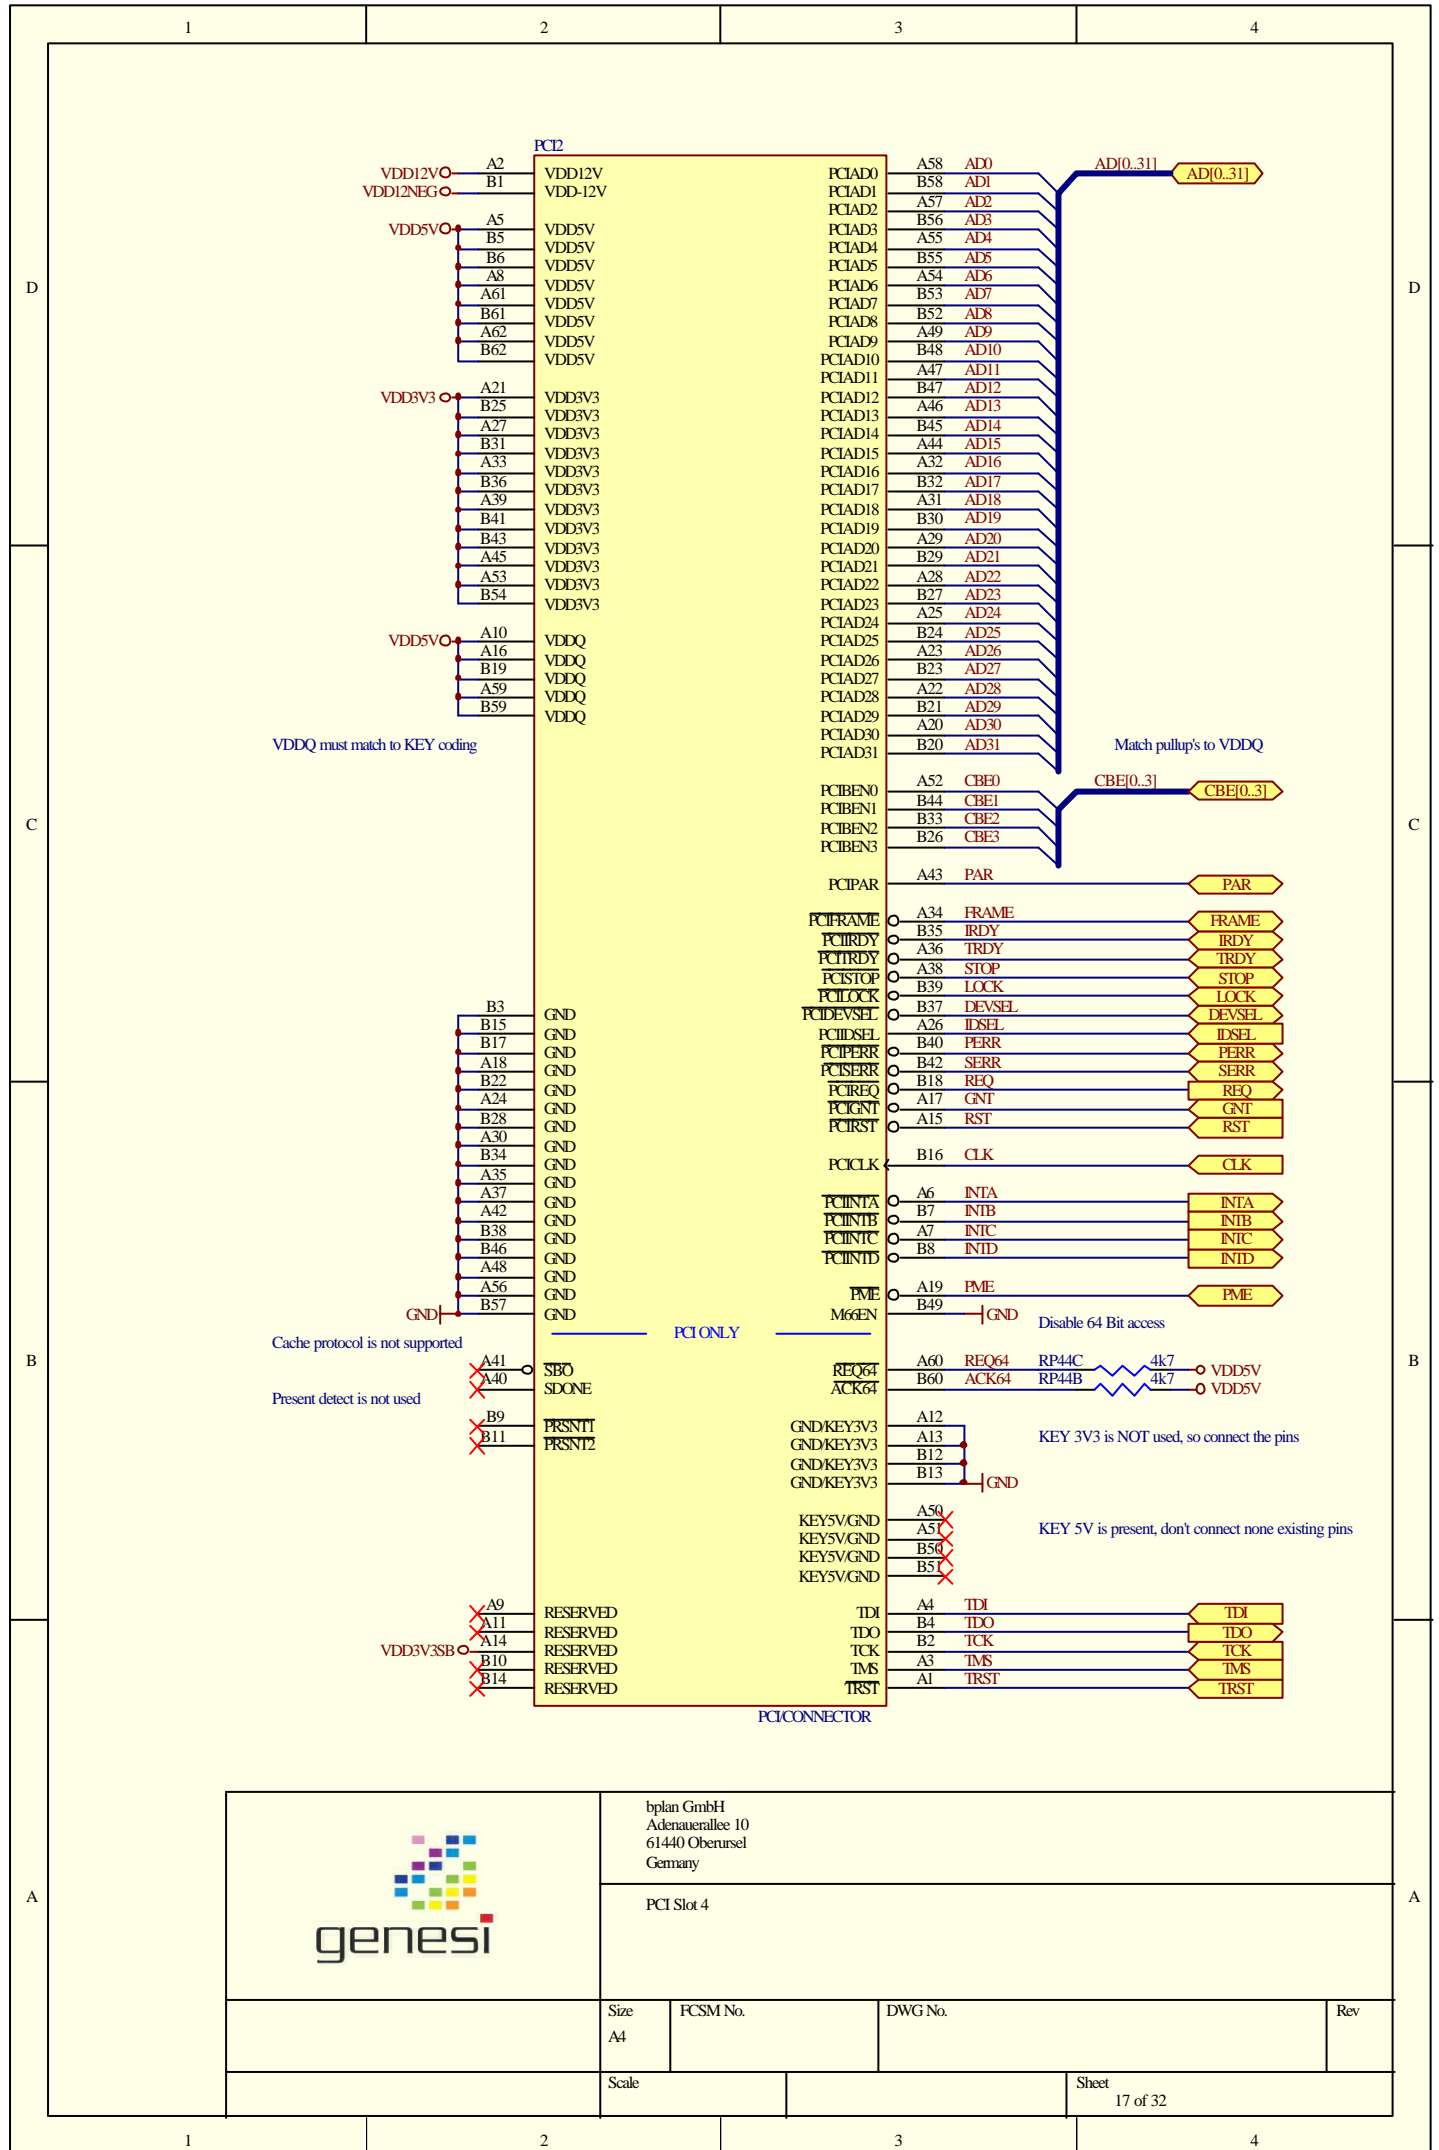 1 2 3 4
PCI2
VDD12V A2 VDD12V PCIAD0 A58 AD0 AD[0..31] AD[0..31]
VDD12NEG B1 VDD-12V PCIAD1 B58 AD1
PCIAD2 A57 AD2
VDD5V A5 VDD5V PCIAD3 B56 AD3
B5 VDD5V PCIAD4 A55 AD4
B6 VDD5V PCIAD5 B55 AD5
D A8 VDD5V PCIAD6 A54 AD6 D
A61 VDD5V PCIAD7 B53 AD7
B61 VDD5V PCIAD8 B52 AD8
A62 VDD5V PCIAD9 A49 AD9
B62 VDD5V PCIAD10 B48 AD10
PCIAD11 A47 AD11
VDD3V3 A21 VDD3V3 PCIAD12 B47 AD12
B25 VDD3V3 PCIAD13 A46 AD13
A27 VDD3V3 PCIAD14 B45 AD14
B31 VDD3V3 PCIAD15 A44 AD15
A33 VDD3V3 PCIAD16 A32 AD16
B36 VDD3V3 PCIAD17 B32 AD17
A39 VDD3V3 PCIAD18 A31 AD18
B41 VDD3V3 PCIAD19 B30 AD19
B43 VDD3V3 PCIAD20 A29 AD20
A45 VDD3V3 PCIAD21 B29 AD21
A53 VDD3V3 PCIAD22 A28 AD22
B54 VDD3V3 PCIAD23 B27 AD23
PCIAD24 A25 AD24
VDD5V A10 VDDQ PCIAD25 B24 AD25
A16 VDDQ PCIAD26 A23 AD26
B19 VDDQ PCIAD27 B23 AD27
A59 VDDQ PCIAD28 A22 AD28
B59 VDDQ PCIAD29 B21 AD29
PCIAD30 A20 AD30
VDDQ must match to KEY coding PCIAD31 B20 AD31 Match pullup's to VDDQ
PCIBEN0 A52 CBE0 CBE[0..3] CBE[0..3]
PCIBEN1 B44 CBE1
C PCIBEN2 B33 CBE2 C
PCIBEN3 B26 CBE3
PCIPAR A43 PAR PAR
PCIFRAME A34 FRAME FRAME
PCIIRDY B35 IRDY IRDY
PCITRDY A36 TRDY TRDY
PCISTOP A38 STOP STOP
PCILOCK B39 LOCK LOCK
B3 GND PCIDEVSEL B37 DEVSEL DEVSEL
B15 GND PCIIDSEL A26 IDSEL IDSEL
B17 GND PCIPERR B40 PERR PERR
A18 GND PCISERR B42 SERR SERR
B22 GND PCIREQ B18 REQ REQ
A24 GND PCIGNT A17 GNT GNT
B28 GND PCIRST A15 RST RST
A30 GND
B34 GND PCICLK B16 CLK CLK
A35 GND
A37 GND PCIINTA A6 INTA INTA
A42 GND PCIINTB B7 INTB INTB
B38 GND PCIINTC A7 INTC INTC
B46 GND PCIINTD B8 INTD INTD
A48 GND
A56 GND PME A19 PME PME
GND B57 GND M66EN B49 GND
Disable 64 Bit access
PCI ONLY
Cache protocol is not supported
B A41 SBO REQ64 A60 REQ64 RP44C 4k7 VDD5V B
A40 SDONE ACK64 B60 ACK64 RP44B 4k7 VDD5V
Present detect is not used
B9 PRSNT1 GND/KEY3V3 A12
B11 PRSNT2 GND/KEY3V3 A13 KEY 3V3 is NOT used, so connect the pins
GND/KEY3V3 B12
GND/KEY3V3 B13 GND
KEY5V/GND A50
KEY5V/GND A51 KEY 5V is present, don't connect none existing pins
KEY5V/GND B50
KEY5V/GND B51
A9 RESERVED TDI A4 TDI TDI
A11 RESERVED TDO B4 TDO TDO
VDD3V3SB A14 RESERVED TCK B2 TCK TCK
B10 RESERVED TMS A3 TMS TMS
B14 RESERVED TRST A1 TRST TRST
PCI/CONNECTOR
bplan GmbH
Adenauerallee 10
61440 Oberursel
Germany
A PCI Slot 4 A
genesi
Size FCSM No. DWG No. Rev
A4
Scale Sheet
17 of 32
1 2 3 4